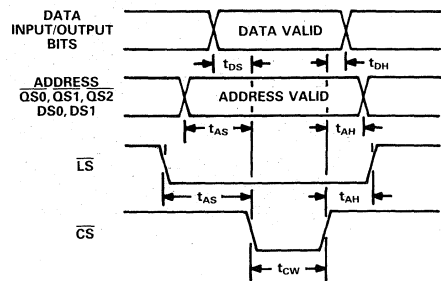 DATA
INPUT/OUTPUT
BITS
DATA VALID
tDS
tDH
ADDRESS
QS0, QS1, QS2
DS0, DS1
ADDRESS VALID
tAS
tAH
LS
tAS
tAH
CS
tCW